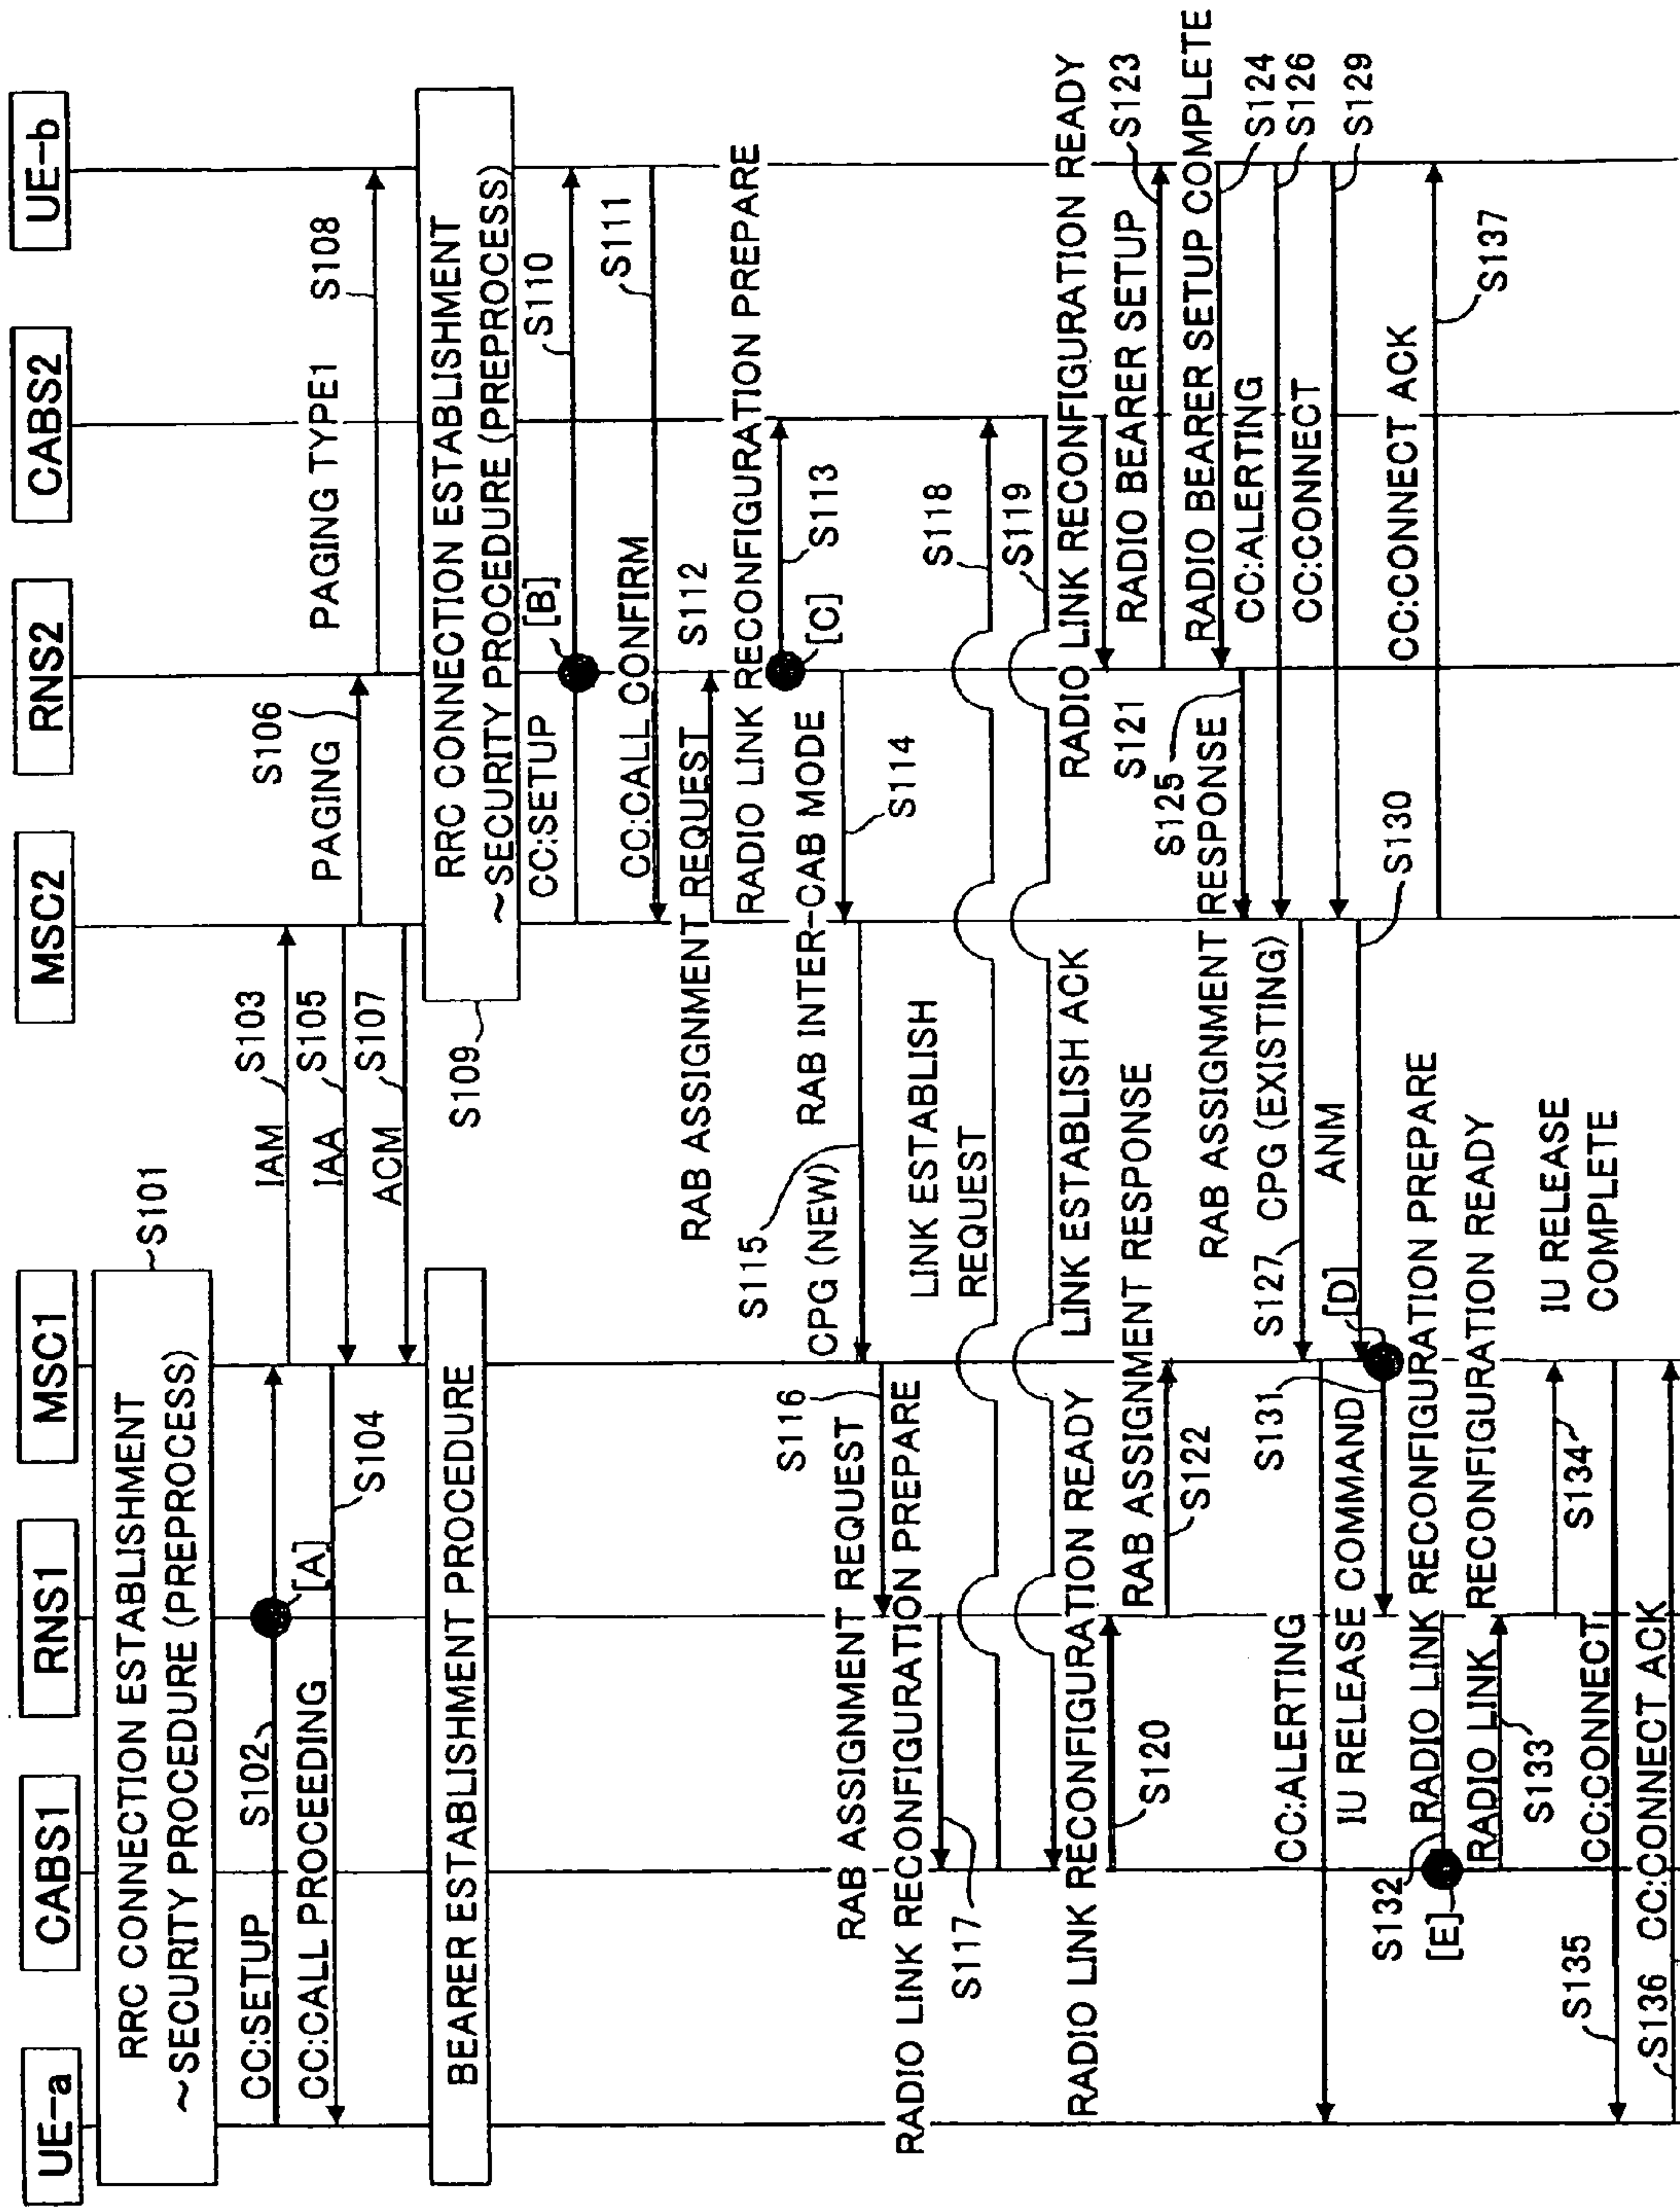 UE-a
CABS1
RNS1
MSC1
MSC2
RNS2
CABS2
UE-b
RRC CONNECTION ESTABLISHMENT
~SECURITY PROCEDURE (PREPROCESS)
S101
CC:SETUP
S102
[A]
IAM
S103
CC:CALL PROCEEDING
S104
IAA
S105
PAGING
S106
ACM
S107
PAGING TYPE1
S108
BEARER ESTABLISHMENT PROCEDURE
RRC CONNECTION ESTABLISHMENT
~SECURITY PROCEDURE (PREPROCESS)
S109
CC:SETUP
[B]
S110
CC:CALL CONFIRM
S111
RAB ASSIGNMENT REQUEST
S112
RADIO LINK RECONFIGURATION PREPARE
[C]
S113
RAB INTER-CAB MODE
S114
S115
CPG (NEW)
S116
RAB ASSIGNMENT REQUEST
RADIO LINK RECONFIGURATION PREPARE
S117
LINK ESTABLISH
REQUEST
S118
S119
LINK ESTABLISH ACK
RADIO LINK RECONFIGURATION READY
S120
RADIO LINK RECONFIGURATION READY
S121
RAB ASSIGNMENT RESPONSE
S122
RADIO BEARER SETUP
S123
RADIO BEARER SETUP COMPLETE
S124
S125
RAB ASSIGNMENT RESPONSE
CC:ALERTING
S126
S127
CPG (EXISTING)
CC:ALERTING
CC:CONNECT
S129
ANM
S130
[D]
S131
IU RELEASE COMMAND
S132
RADIO LINK RECONFIGURATION PREPARE
[E]
RADIO LINK RECONFIGURATION READY
S133
CC:CONNECT ACK
S137
IU RELEASE
COMPLETE
S134
CC:CONNECT
S135
S136
CC:CONNECT ACK